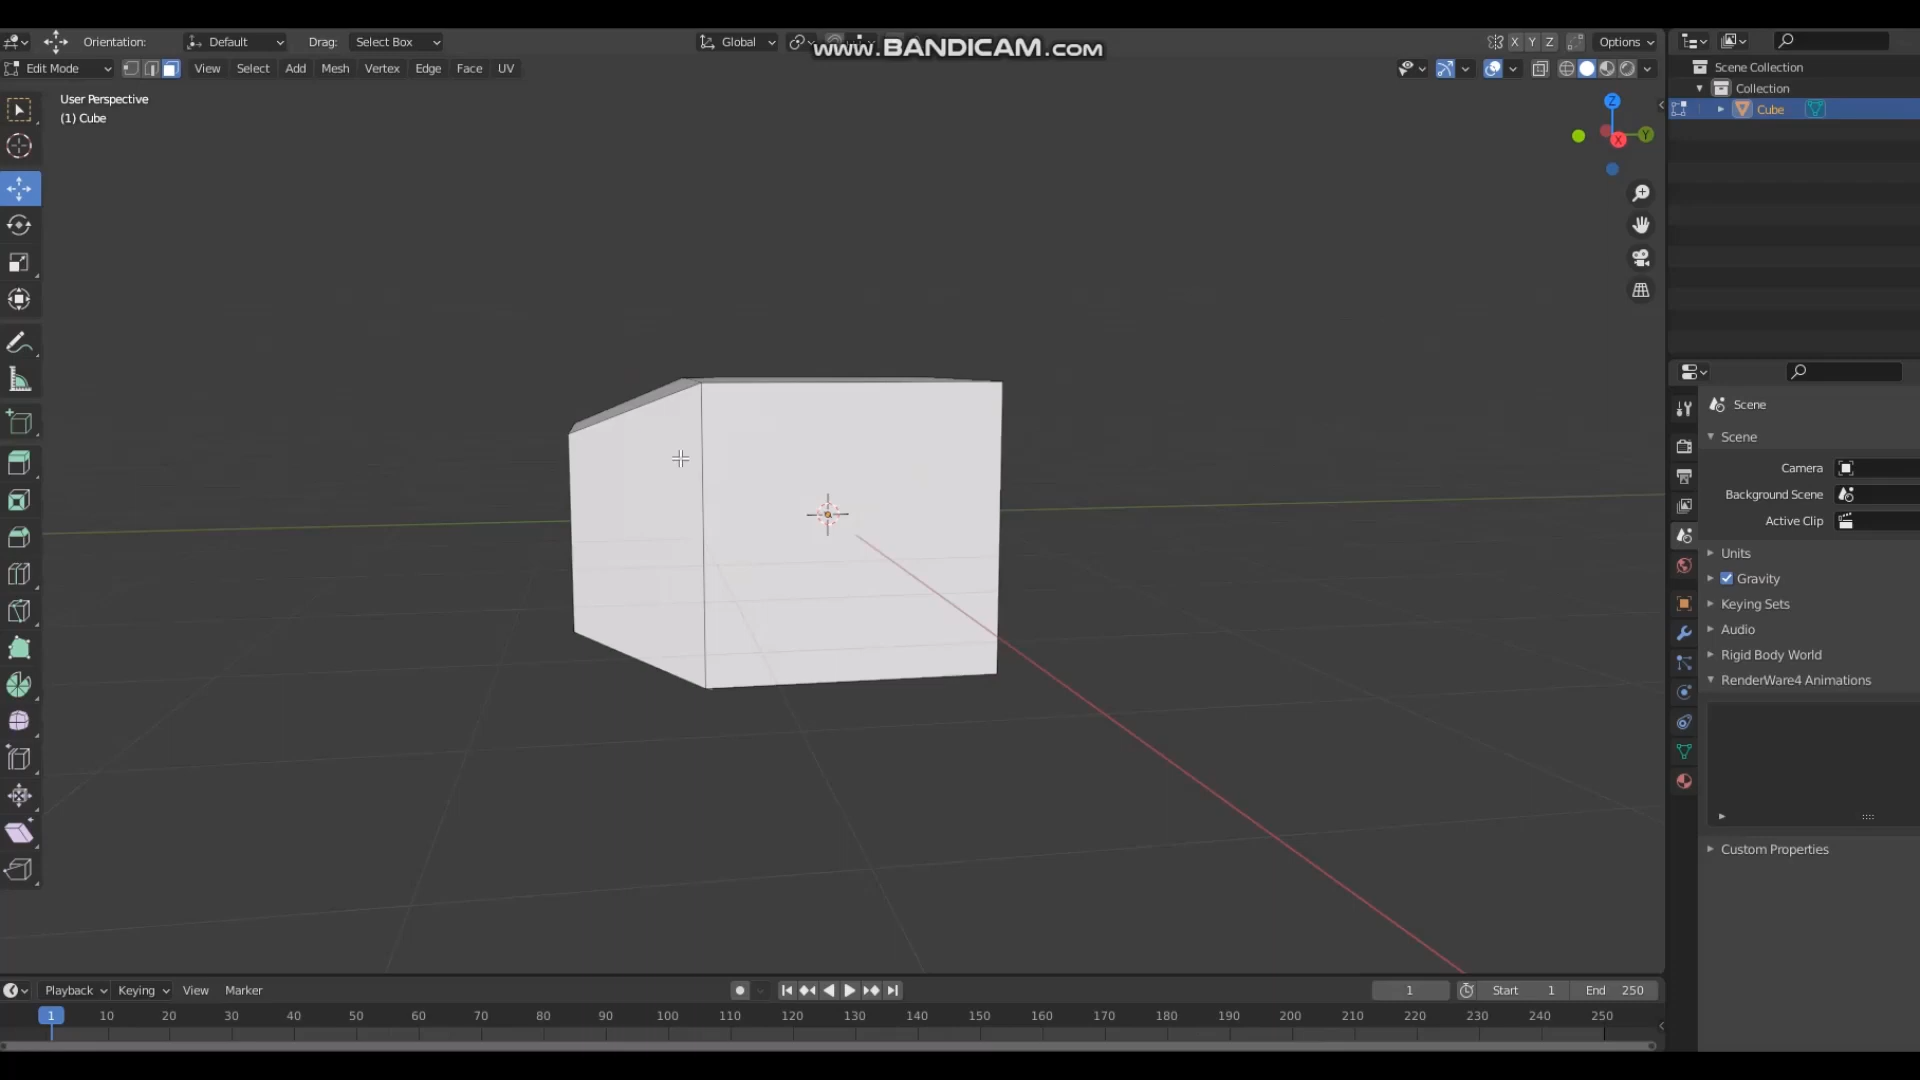 Orientation: Default Drag: Select Box Global www.BANDICAM.com X Y Z Options
Edit Mode View Select Add Mesh Vertex Edge Face UV
User Perspective
(1) Cube
Z
Y
X
Scene Collection
Collection
Cube
Scene
Scene
Camera
Background Scene
Active Clip
Units
Gravity
Keying Sets
Audio
Rigid Body World
RenderWare4 Animations
Custom Properties
Playback Keying View Marker 1 Start 1 End 250
1 10 20 30 40 50 60 70 80 90 100 110 120 130 140 150 160 170 180 190 200 210 220 230 240 250